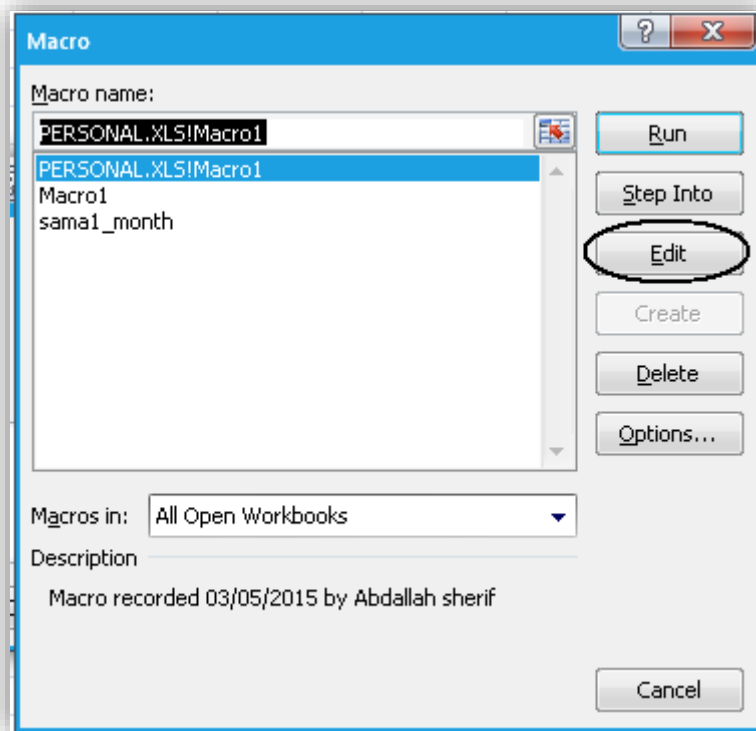 Macro
Macro name:
PERSONAL.XLS!Macro1
Run
PERSONAL.XLS!Macro1
Macro1
sama1_month
Step Into
Edit
Create
Delete
Options...
Macros in: All Open Workbooks
Description
Macro recorded 03/05/2015 by Abdallah sherif
Cancel